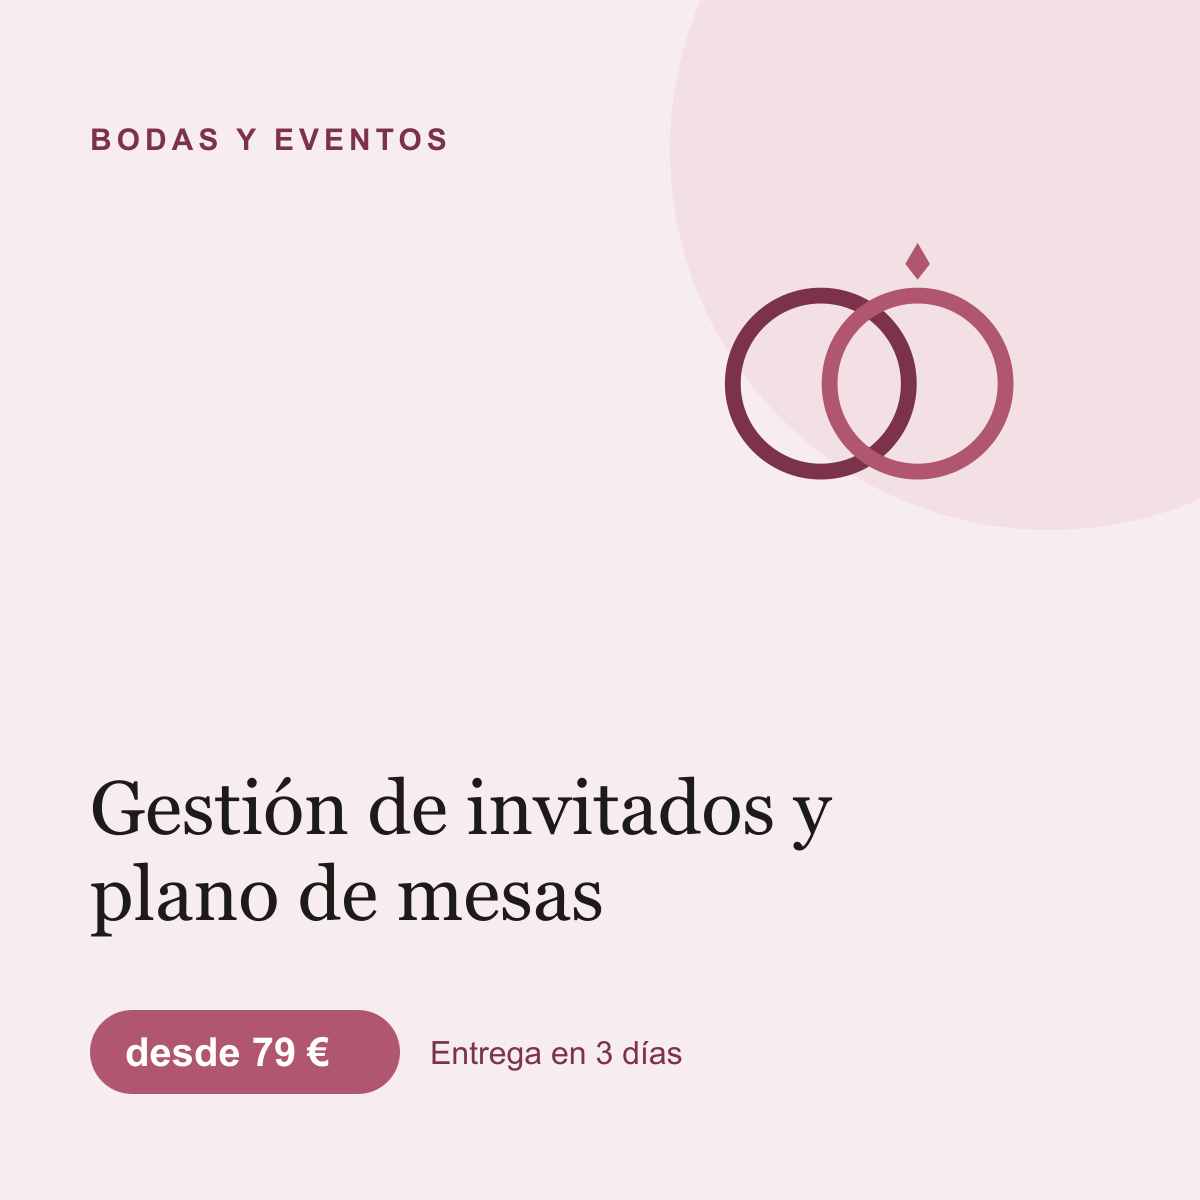 BODAS Y EVENTOS
Gestión de invitados y
plano de mesas
desde 79 €
Entrega en 3 días